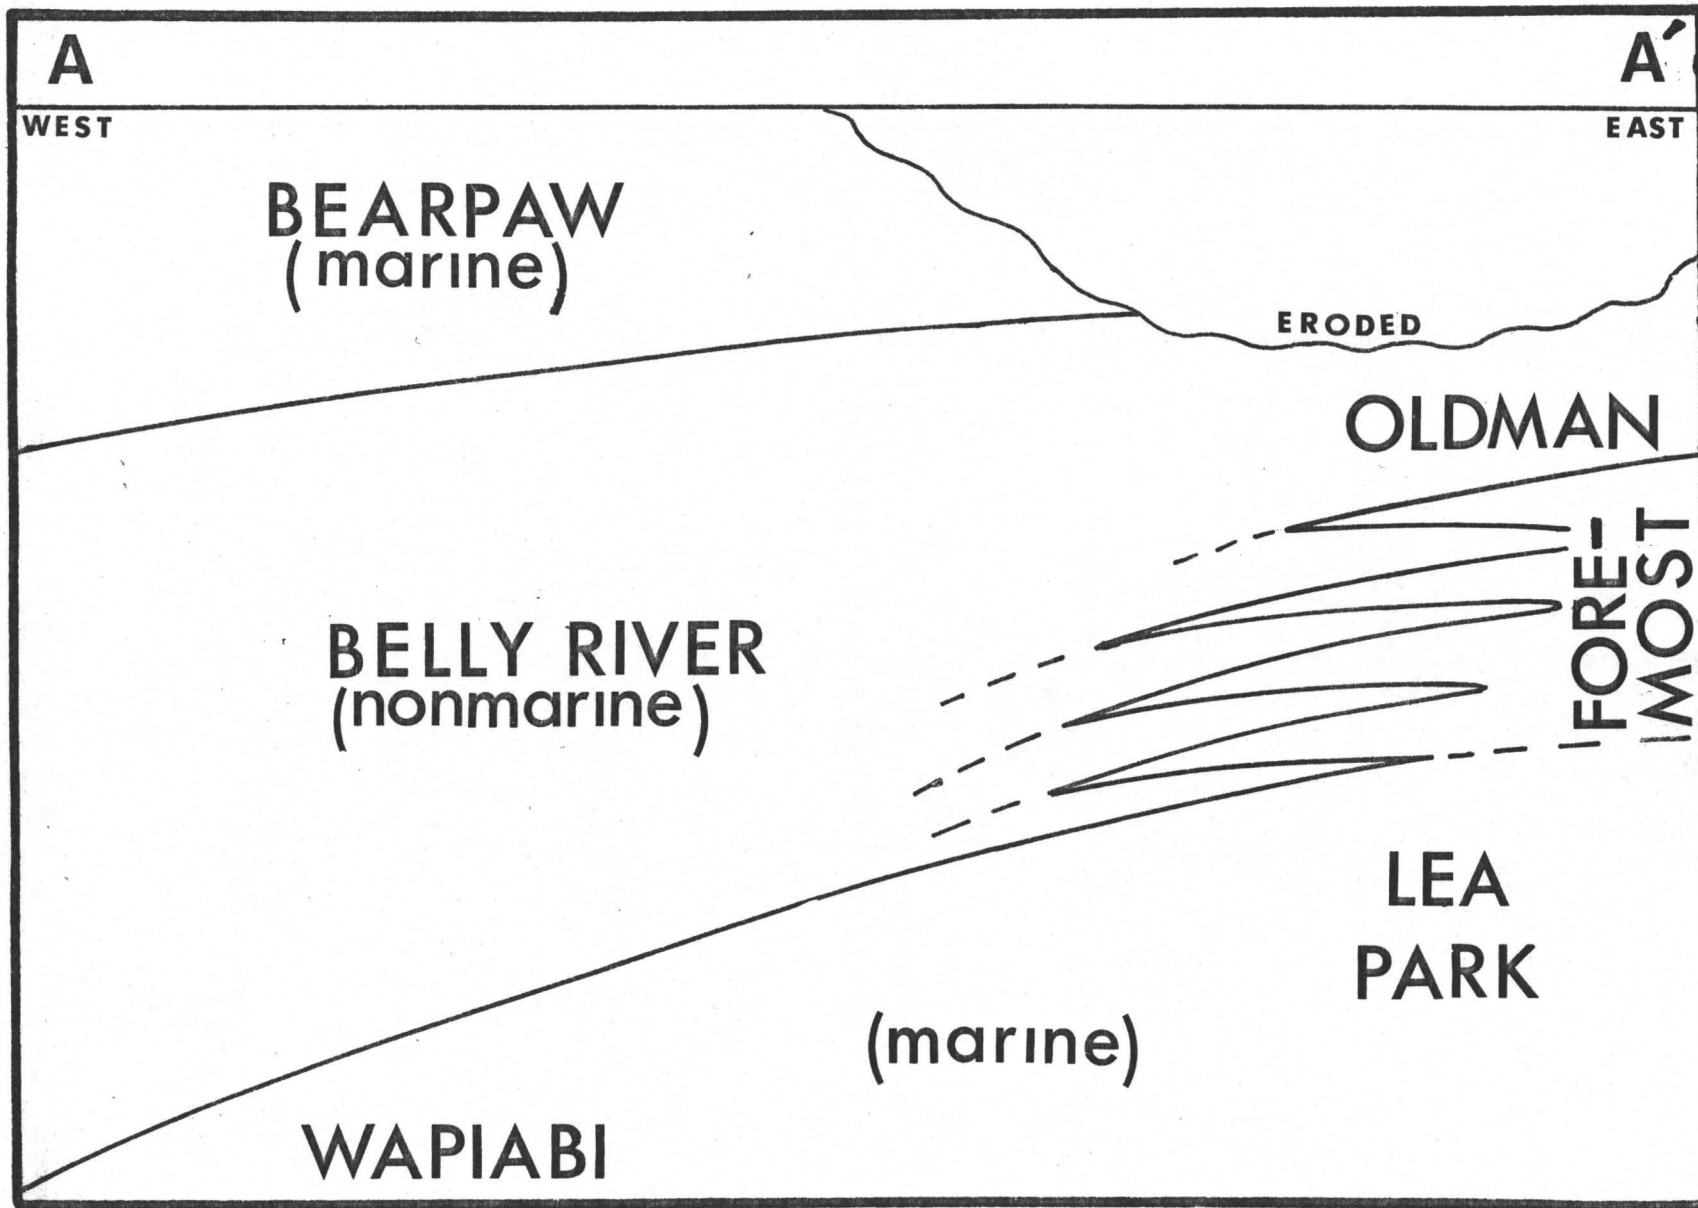 A A′
WEST EAST
BEARPAW
(marine)
ERODED
OLDMAN
FORE-
MOST
BELLY RIVER
(nonmarine)
LEA
PARK
(marine)
WAPIABI